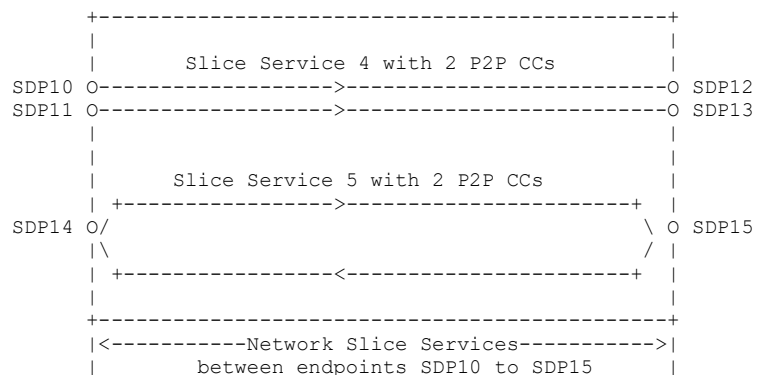 Slice Service 4 with 2 P2P CCs
SDP10 O------------------->--------------------------O SDP12
SDP11 O------------------->--------------------------O SDP13
Slice Service 5 with 2 P2P CCs
SDP14 O SDP15
<-----------Network Slice Services----------->
between endpoints SDP10 to SDP15